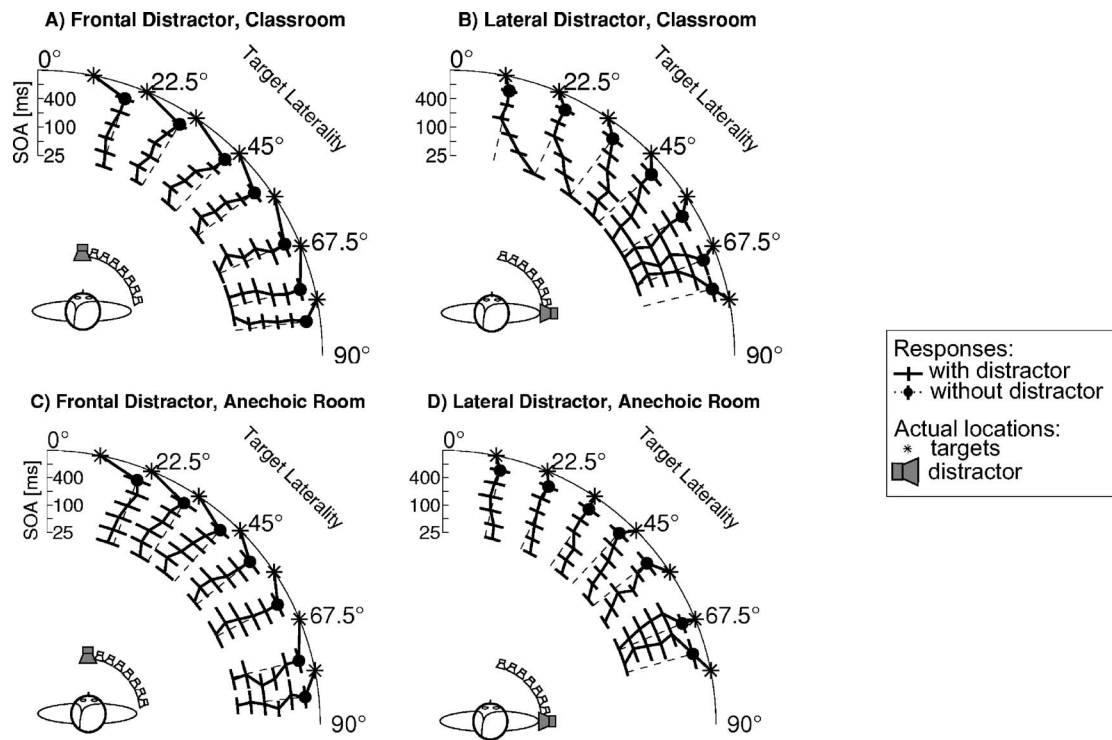 A) Frontal Distractor, Classroom
0°
22.5°
45°
67.5°
90°
Target Laterality
SOA [ms]
400
100
25
B) Lateral Distractor, Classroom
0°
22.5°
45°
67.5°
90°
Target Laterality
400
100
25
C) Frontal Distractor, Anechoic Room
0°
22.5°
45°
67.5°
90°
Target Laterality
SOA [ms]
400
100
25
D) Lateral Distractor, Anechoic Room
0°
22.5°
45°
67.5°
90°
Target Laterality
400
100
25
Responses:
with distractor
without distractor
Actual locations:
targets
distractor